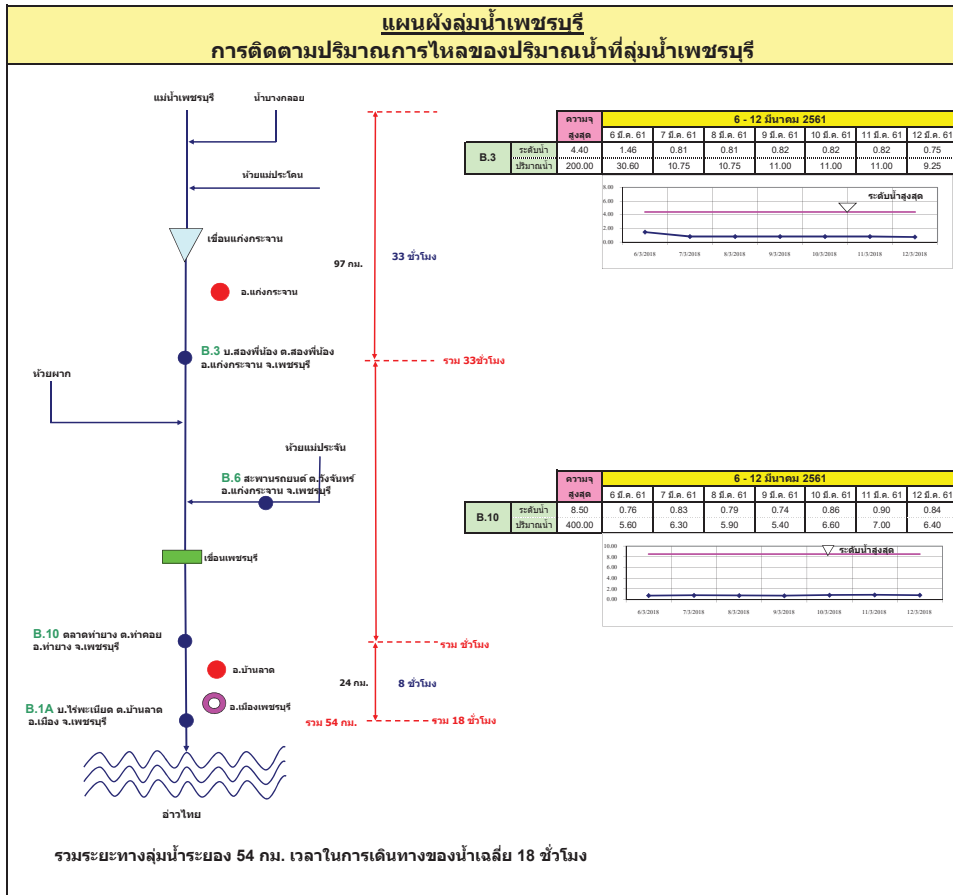 แผนผังลุ่มน้ำเพชรบุรี
การติดตามปริมาณการไหลของปริมาณน้ำที่ลุ่มน้ำเพชรบุรี
แม่น้ำเพชรบุรี น้ำบางกลอย
ห้วยแม่ประโดน
เขื่อนแก่งกระจาน
97 กม. 33 ชั่วโมง
อ.แก่งกระจาน
B.3 บ.สองพี่น้อง ต.สองพี่น้อง
อ.แก่งกระจาน จ.เพชรบุรี
รวม 33ชั่วโมง
ห้วยผาก
ห้วยแม่ประจัน
B.6 สะพานรถยนต์ ต.วังจันทร์
อ.แก่งกระจาน จ.เพชรบุรี
เขื่อนเพชรบุรี
B.10 ตลาดท่ายาง ต.ท่าคอย
อ.ท่ายาง จ.เพชรบุรี
รวม ชั่วโมง
อ.บ้านลาด
24 กม. 8 ชั่วโมง
อ.เมืองเพชรบุรี
B.1A บ.ไร่พะเนียด ต.บ้านลาด
อ.เมือง จ.เพชรบุรี
รวม 54 กม. รวม 18 ชั่วโมง
อ่าวไทย
รวมระยะทางลุ่มน้ำระยอง 54 กม. เวลาในการเดินทางของน้ำเฉลี่ย 18 ชั่วโมง
ความจุ 6 - 12 มีนาคม 2561
สูงสุด 6 มี.ค. 61 7 มี.ค. 61 8 มี.ค. 61 9 มี.ค. 61 10 มี.ค. 61 11 มี.ค. 61 12 มี.ค. 61
B.3 ระดับน้ำ 4.40 1.46 0.81 0.81 0.82 0.82 0.82 0.75
ปริมาณน้ำ 200.00 30.60 10.75 10.75 11.00 11.00 11.00 9.25
8.00
6.00
4.00
2.00
0.00
ระดับน้ำสูงสุด
6/3/2018 7/3/2018 8/3/2018 9/3/2018 10/3/2018 11/3/2018 12/3/2018
ความจุ 6 - 12 มีนาคม 2561
สูงสุด 6 มี.ค. 61 7 มี.ค. 61 8 มี.ค. 61 9 มี.ค. 61 10 มี.ค. 61 11 มี.ค. 61 12 มี.ค. 61
B.10 ระดับน้ำ 8.50 0.76 0.83 0.79 0.74 0.86 0.90 0.84
ปริมาณน้ำ 400.00 5.60 6.30 5.90 5.40 6.60 7.00 6.40
10.00
8.00
6.00
4.00
2.00
0.00
ระดับน้ำสูงสุด
6/3/2018 7/3/2018 8/3/2018 9/3/2018 10/3/2018 11/3/2018 12/3/2018